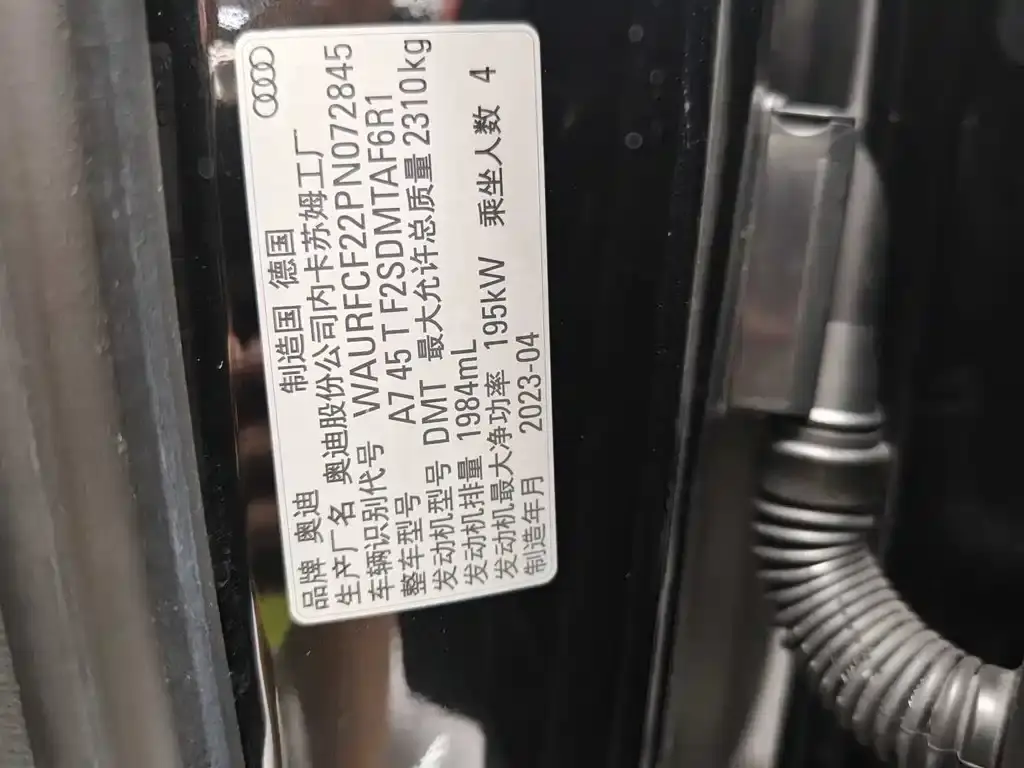 品牌 奥迪 制造国 德国
生产厂名 奥迪股份公司内卡苏姆工厂
车辆识别代号 WAURFCF22PN072845
整车型号 A7 45 T F2SDMTAF6R1
发动机型号 DMT 最大允许总质量 2310kg
发动机排量 1984mL
发动机最大净功率 195kW 乘坐人数 4
制造年月 2023-04